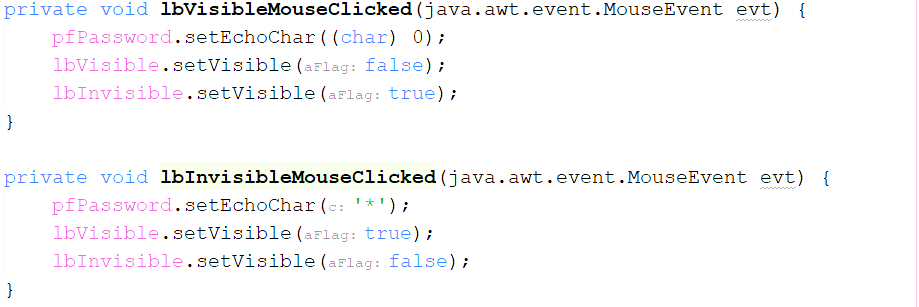 private void lbVisibleMouseClicked(java.awt.event.MouseEvent evt) {
    pfPassword.setEchoChar((char) 0);
    lbVisible.setVisible(aFlag: false);
    lbInvisible.setVisible(aFlag: true);
}

private void lbInvisibleMouseClicked(java.awt.event.MouseEvent evt) {
    pfPassword.setEchoChar(c: '*');
    lbVisible.setVisible(aFlag: true);
    lbInvisible.setVisible(aFlag: false);
}